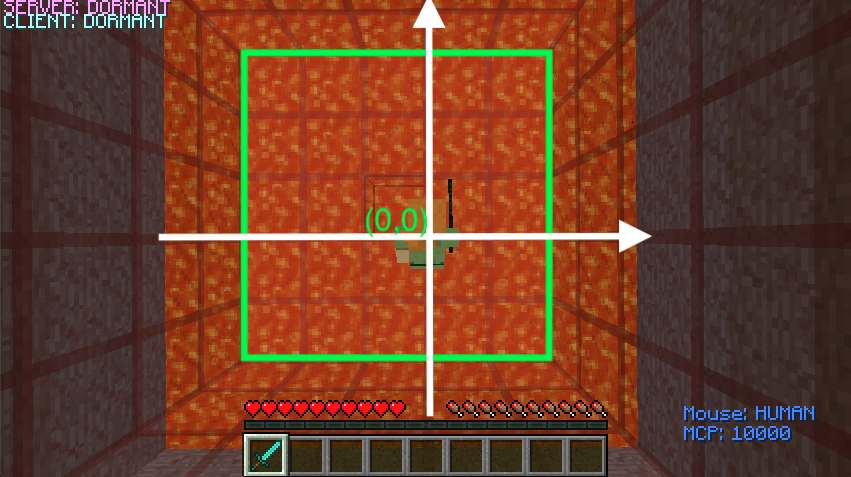 SERVER: DORMANT
CLIENT: DORMANT
(0,0)
Mouse: HUMAN
MCP: 10000